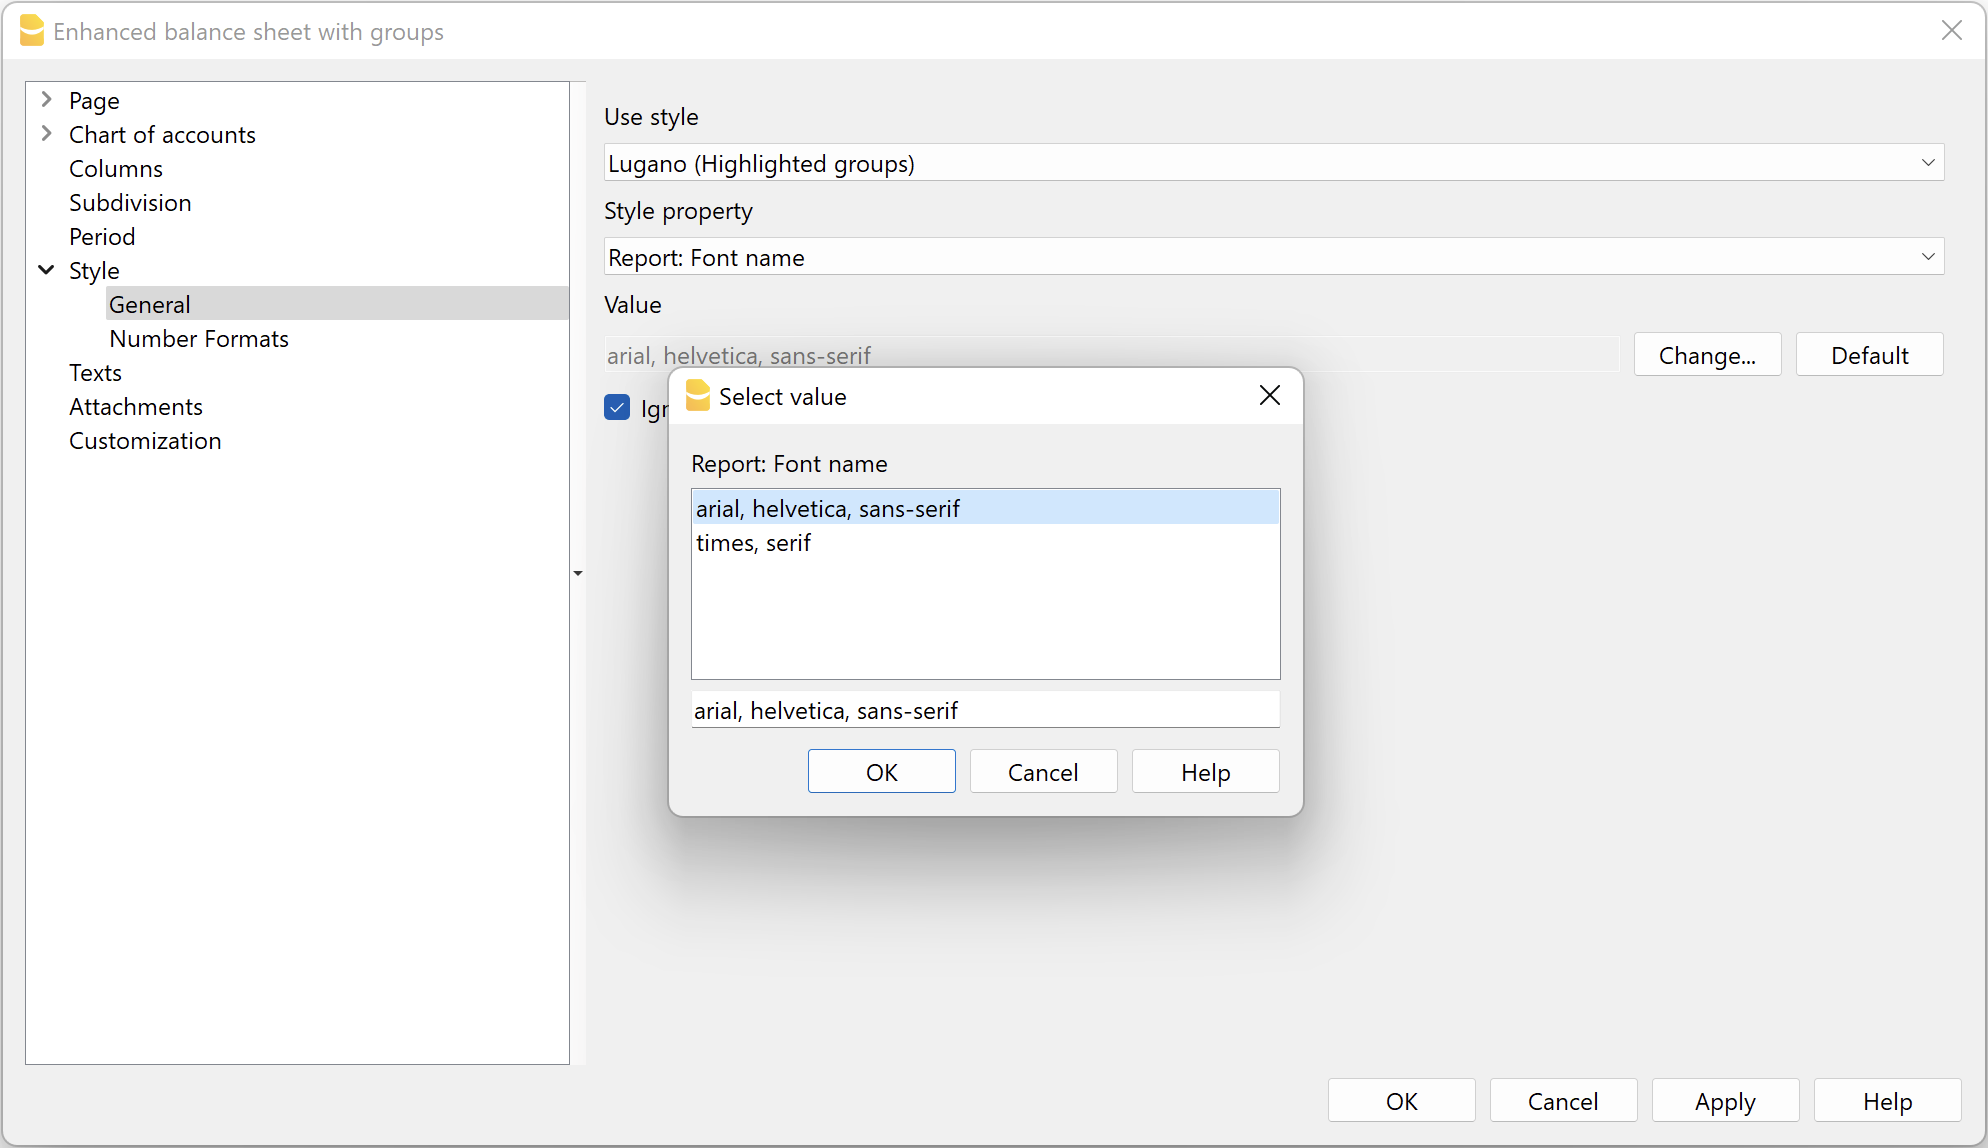 Enhanced balance sheet with groups
Page
Chart of accounts
Columns
Subdivision
Period
Style
General
Number Formats
Texts
Attachments
Customization
Use style
Lugano (Highlighted groups)
Style property
Report: Font name
Value
arial, helvetica, sans-serif
Change...
Default
Select value
Report: Font name
arial, helvetica, sans-serif
times, serif
arial, helvetica, sans-serif
OK
Cancel
Help
OK
Cancel
Apply
Help